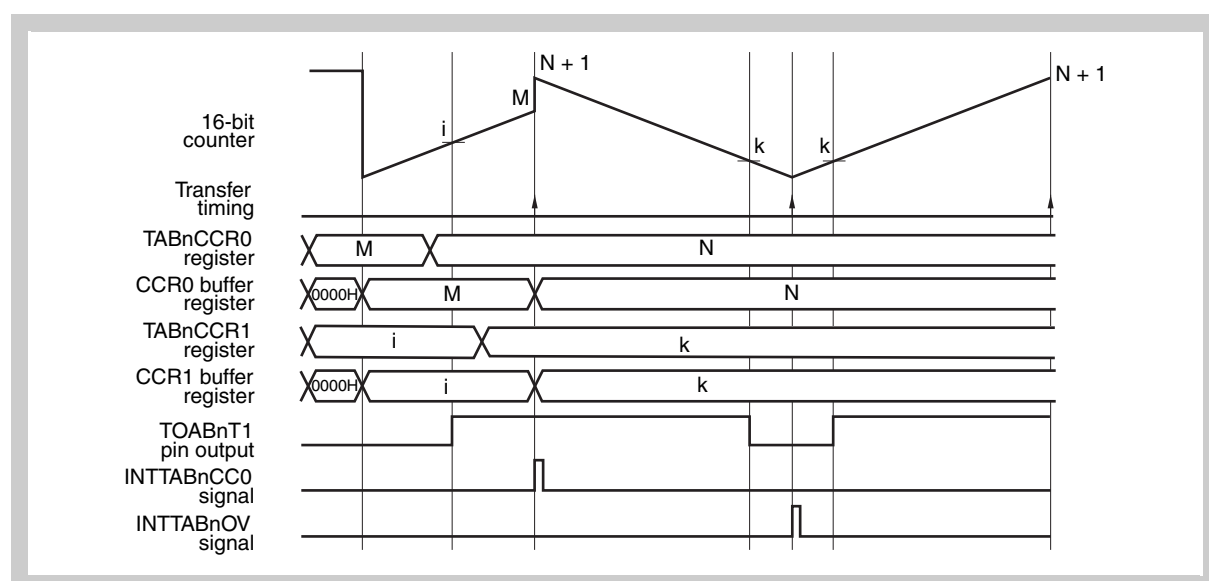 N + 1
N + 1
M
16-bit
counter
i
k
k
Transfer
timing
TABnCCR0
register
M
N
CCR0 buffer
register
0000H
M
N
TABnCCR1
register
i
k
CCR1 buffer
register
0000H
i
k
TOABnT1
pin output
INTTABnCC0
signal
INTTABnOV
signal